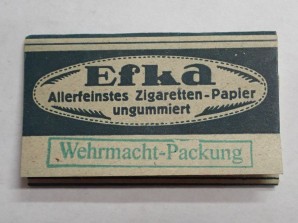 Efka
Allerfeinstes Zigaretten-Papier
ungummiert
Wehrmacht-Packung